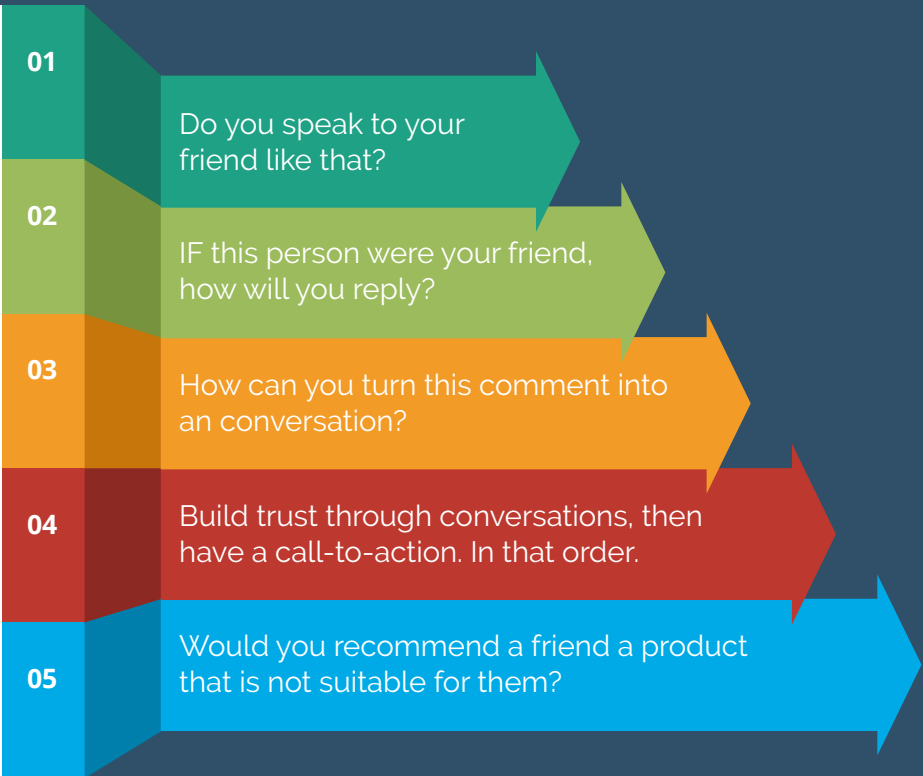 01
Do you speak to your
friend like that?
02
IF this person were your friend,
how will you reply?
03
How can you turn this comment into
an conversation?
04
Build trust through conversations, then
have a call-to-action. In that order.
05
Would you recommend a friend a product
that is not suitable for them?